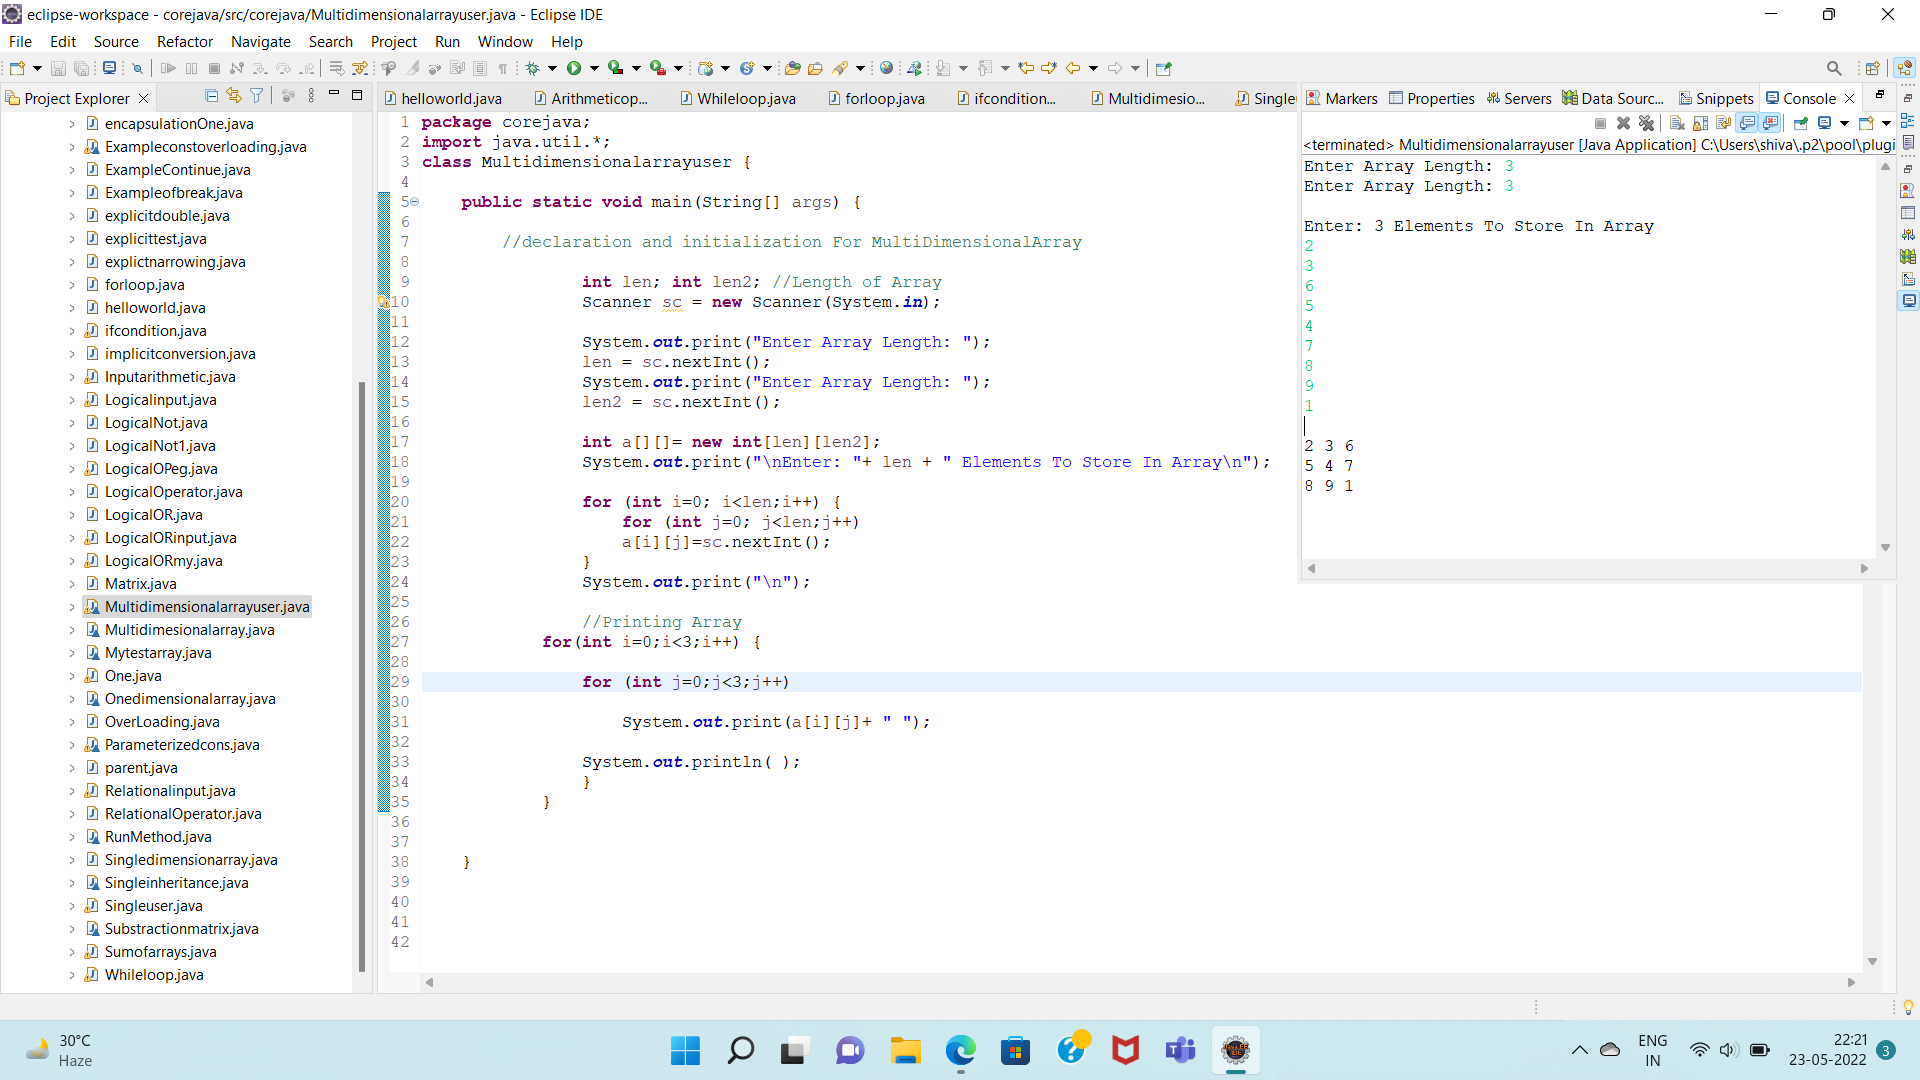 eclipse-workspace - corejava/src/corejava/Multidimensionalarrayuser.java - Eclipse IDE
File Edit Source Refactor Navigate Search Project Run Window Help
Project Explorer
encapsulationOne.java
Exampleconstoverloading.java
ExampleContinue.java
Exampleofbreak.java
explicitdouble.java
explicittest.java
explictnarrowing.java
forloop.java
helloworld.java
ifcondition.java
implicitconversion.java
Inputarithmetic.java
Logicalinput.java
LogicalNot.java
LogicalNot1.java
LogicalOPeg.java
LogicalOperator.java
LogicalOR.java
LogicalORinput.java
LogicalORmy.java
Matrix.java
Multidimensionalarrayuser.java
Multidimesionalarray.java
Mytestarray.java
One.java
Onedimensionalarray.java
OverLoading.java
Parameterizedcons.java
parent.java
Relationalinput.java
RelationalOperator.java
RunMethod.java
Singledimensionarray.java
Singleinheritance.java
Singleuser.java
Substractionmatrix.java
Sumofarrays.java
Whileloop.java
helloworld.java Arithmeticop... Whileloop.java forloop.java ifcondition... Multidimesio... Single
1 package corejava;
2 import java.util.*;
3 class Multidimensionalarrayuser {
4
5 public static void main(String[] args) {
6
7 //declaration and initialization For MultiDimensionalArray
8
9 int len; int len2; //Length of Array
10 Scanner sc = new Scanner(System.in);
11
12 System.out.print("Enter Array Length: ");
13 len = sc.nextInt();
14 System.out.print("Enter Array Length: ");
15 len2 = sc.nextInt();
16
17 int a[][]= new int[len][len2];
18 System.out.print("\nEnter: "+ len + " Elements To Store In Array\n");
19
20 for (int i=0; i<len;i++) {
21 for (int j=0; j<len;j++)
22 a[i][j]=sc.nextInt();
23 }
24 System.out.print("\n");
25
26 //Printing Array
27 for(int i=0;i<3;i++) {
28
29 for (int j=0;j<3;j++)
30
31 System.out.print(a[i][j]+ " ");
32
33 System.out.println( );
34 }
35 }
36
37
38 }
39
40
41
42
Markers Properties Servers Data Sourc... Snippets Console
<terminated> Multidimensionalarrayuser [Java Application] C:\Users\shiva\.p2\pool\plugi
Enter Array Length: 3
Enter Array Length: 3
Enter: 3 Elements To Store In Array
2
3
6
5
4
7
8
9
1
2 3 6
5 4 7
8 9 1
30°C
Haze
ENG
IN
22:21
23-05-2022
3